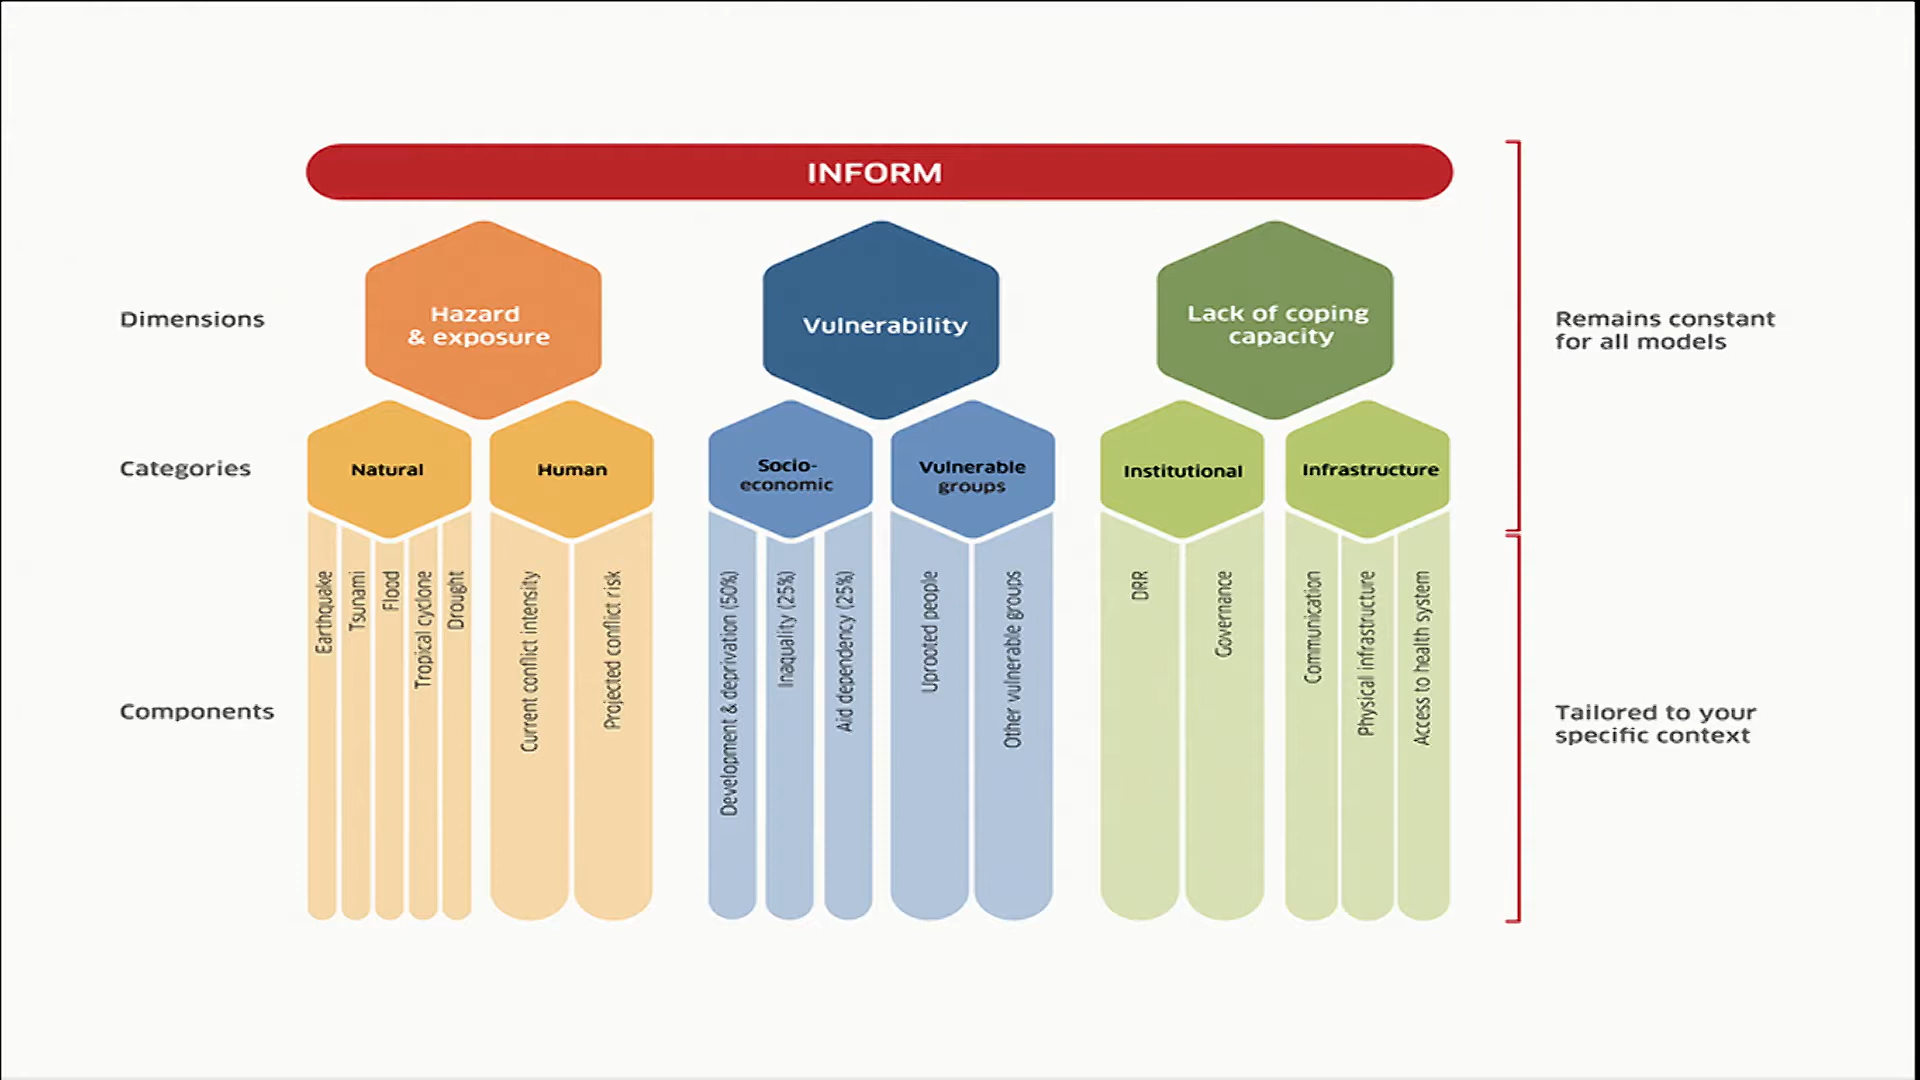 INFORM
Dimensions
Hazard
& exposure
Vulnerability
Lack of coping
capacity
Remains constant
for all models
Categories
Natural
Human
Socio-
economic
Vulnerable
groups
Institutional
Infrastructure
Components
Earthquake
Tsunami
Flood
Tropical cyclone
Drought
Current conflict intensity
Projected conflict risk
Development & deprivation (50%)
Inaquality (25%)
Aid dependency (25%)
Uprooted people
Other vulnerable groups
DRR
Governance
Communication
Physical infrastructure
Access to health system
Tailored to your
specific context